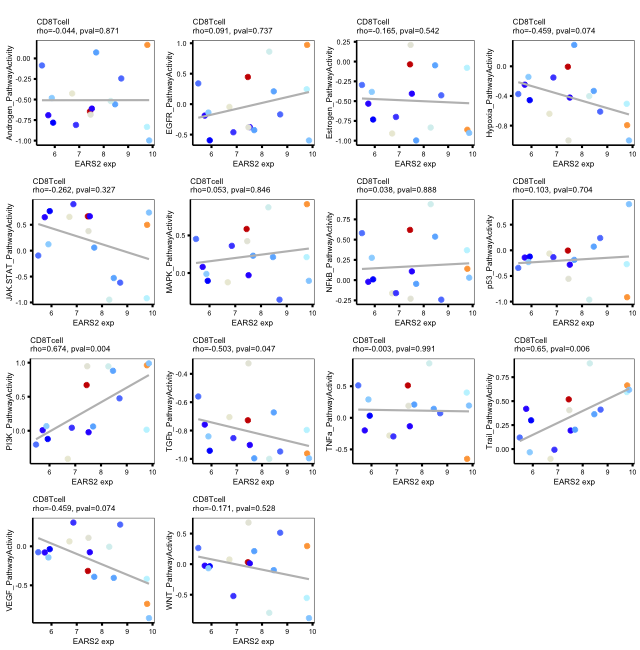 CD8Tcell
rho=-0.044, pval=0.871
Androgen_PathwayActivity
0.00
-0.25
-0.50
-0.75
-1.00
6 7 8 9 10
EARS2 exp
CD8Tcell
rho=0.091, pval=0.737
EGFR_PathwayActivity
1.0
0.5
0.0
-0.5
6 7 8 9 10
EARS2 exp
CD8Tcell
rho=-0.165, pval=0.542
Estrogen_PathwayActivity
0.25
0.00
-0.25
-0.50
-0.75
-1.00
6 7 8 9 10
EARS2 exp
CD8Tcell
rho=-0.459, pval=0.074
Hypoxia_PathwayActivity
0.0
-0.4
-0.8
6 7 8 9 10
EARS2 exp
CD8Tcell
rho=-0.262, pval=0.327
JAK-STAT_PathwayActivity
0.5
0.0
-0.5
-1.0
6 7 8 9 10
EARS2 exp
CD8Tcell
rho=0.053, pval=0.846
MAPK_PathwayActivity
0.5
0.0
6 7 8 9 10
EARS2 exp
CD8Tcell
rho=0.038, pval=0.888
NFkB_PathwayActivity
0.75
0.50
0.25
0.00
-0.25
6 7 8 9 10
EARS2 exp
CD8Tcell
rho=0.103, pval=0.704
p53_PathwayActivity
0.5
0.0
-0.5
-1.0
6 7 8 9 10
EARS2 exp
CD8Tcell
rho=0.674, pval=0.004
PI3K_PathwayActivity
1.0
0.5
0.0
6 7 8 9 10
EARS2 exp
CD8Tcell
rho=-0.503, pval=0.047
TGFb_PathwayActivity
-0.4
-0.6
-0.8
-1.0
6 7 8 9 10
EARS2 exp
CD8Tcell
rho=-0.003, pval=0.991
TNFa_PathwayActivity
0.5
0.0
-0.5
6 7 8 9 10
EARS2 exp
CD8Tcell
rho=0.65, pval=0.006
Trail_PathwayActivity
0.75
0.50
0.25
0.00
6 7 8 9 10
EARS2 exp
CD8Tcell
rho=-0.459, pval=0.074
VEGF_PathwayActivity
0.0
-0.5
6 7 8 9 10
EARS2 exp
CD8Tcell
rho=-0.171, pval=0.528
WNT_PathwayActivity
0.5
0.0
-0.5
6 7 8 9 10
EARS2 exp